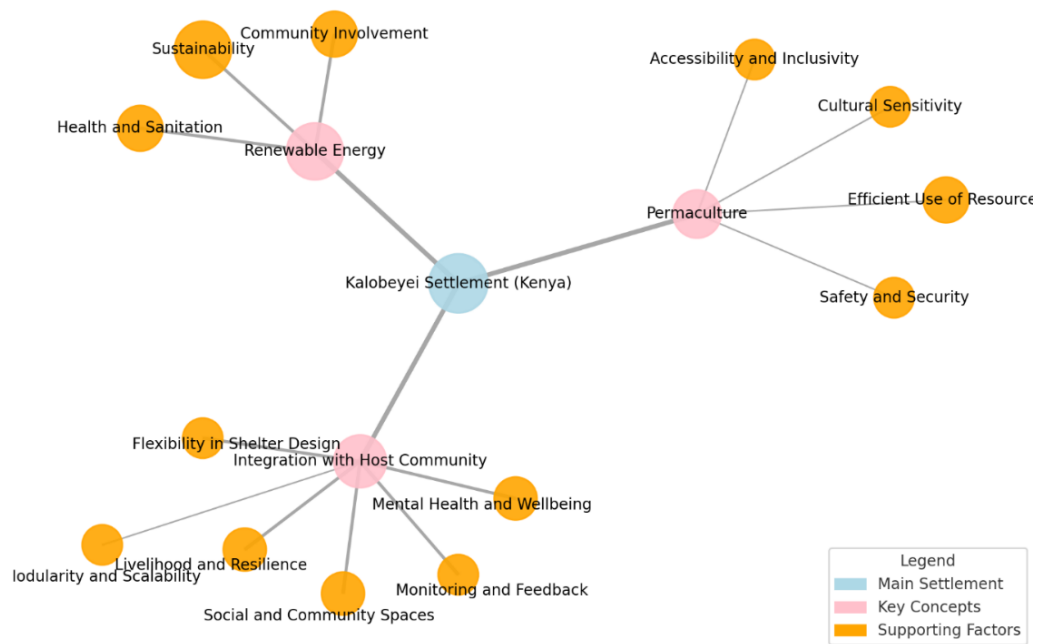 Community Involvement
Sustainability
Accessibility and Inclusivity
Cultural Sensitivity
Health and Sanitation
Renewable Energy
Efficient Use of Resource
Permaculture
Kalobeyei Settlement (Kenya)
Safety and Security
Flexibility in Shelter Design
Integration with Host Community
Mental Health and Wellbeing
Livelihood and Resilience
lodularity and Scalability
Monitoring and Feedback
Social and Community Spaces
Legend
Main Settlement
Key Concepts
Supporting Factors